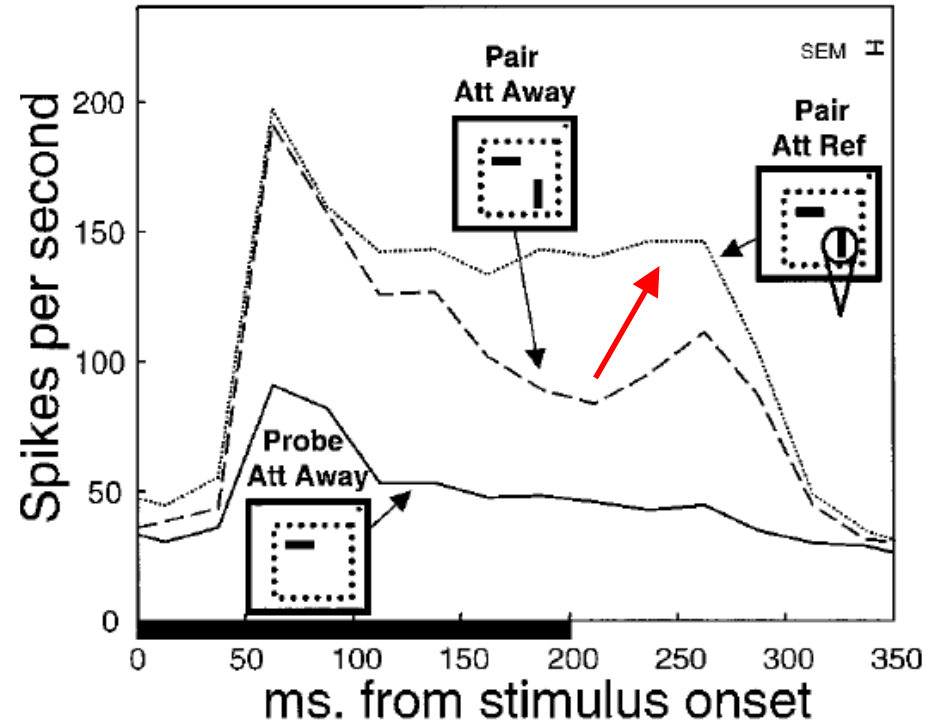 SEM
Pair
Att Away
Pair
Att Ref
Probe
Att Away
Spikes per second
200
150
100
50
0
0 50 100 150 200 250 300 350
ms. from stimulus onset